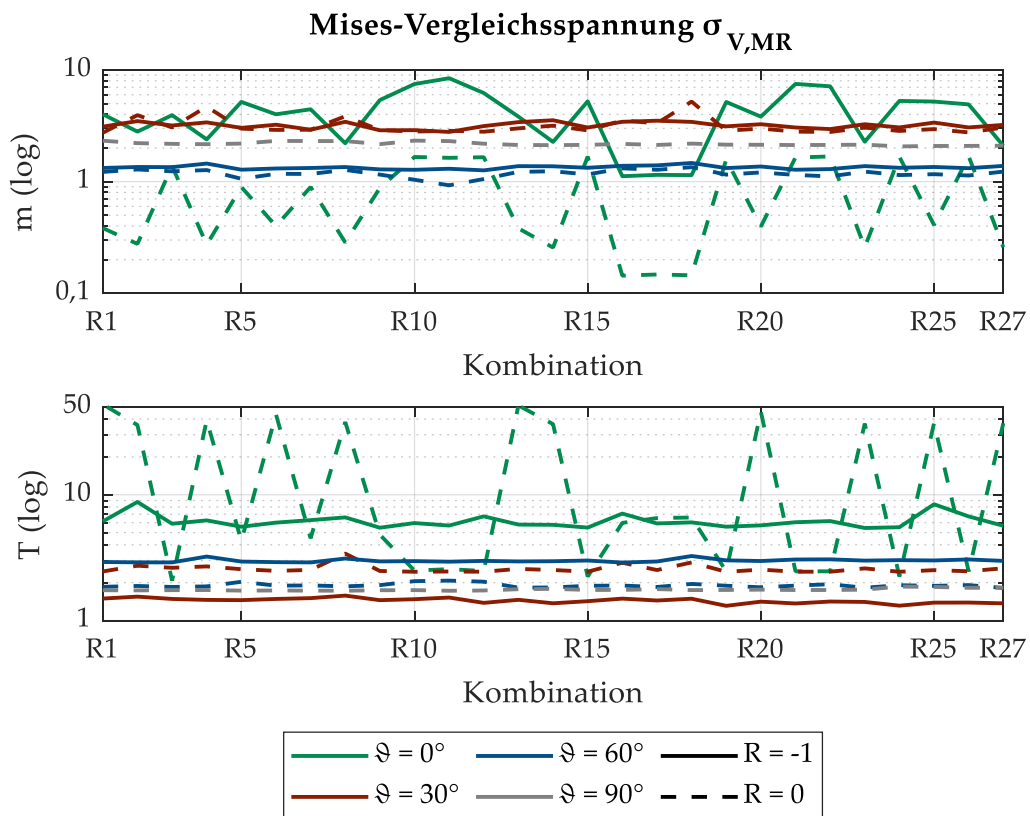 Mises-Vergleichsspannung σ V,MR
10
1
0,1
m (log)
R1 R5 R10 R15 R20 R25 R27
Kombination
50
10
1
T (log)
R1 R5 R10 R15 R20 R25 R27
Kombination
ϑ = 0° ϑ = 60° R = -1
ϑ = 30° ϑ = 90° R = 0